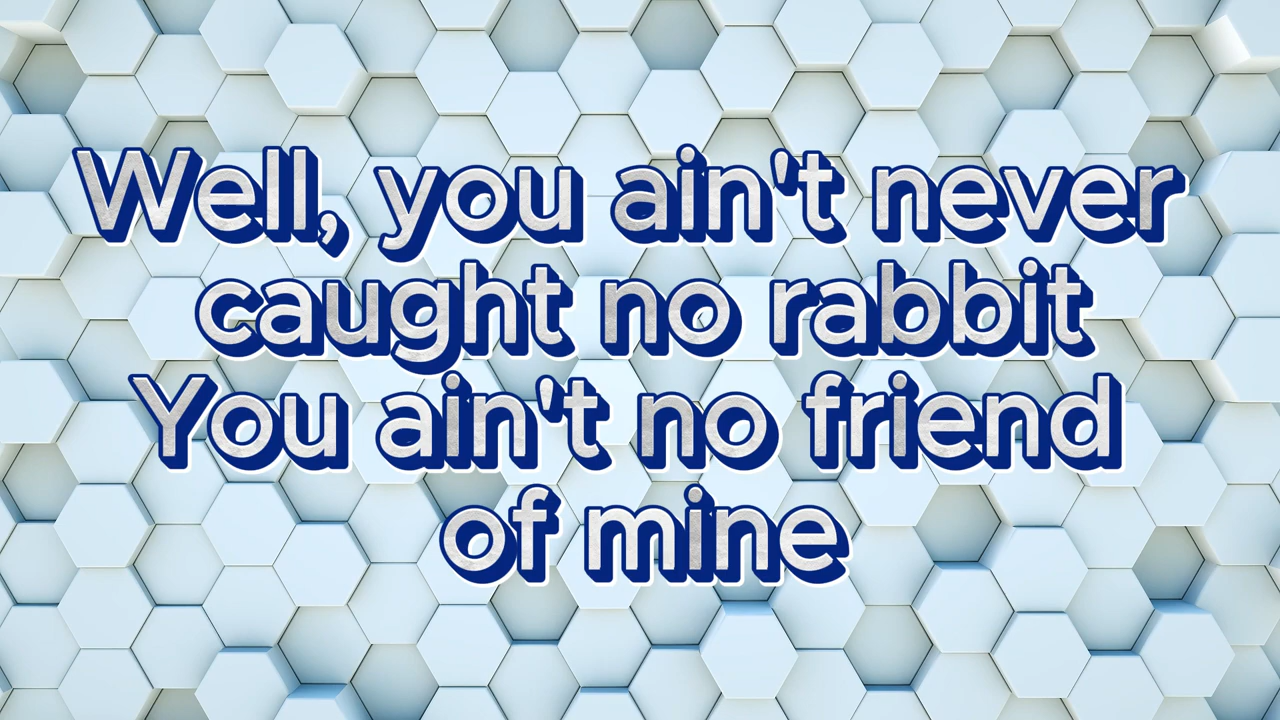 Well, you ain't never
caught no rabbit
You ain't no friend
of mine